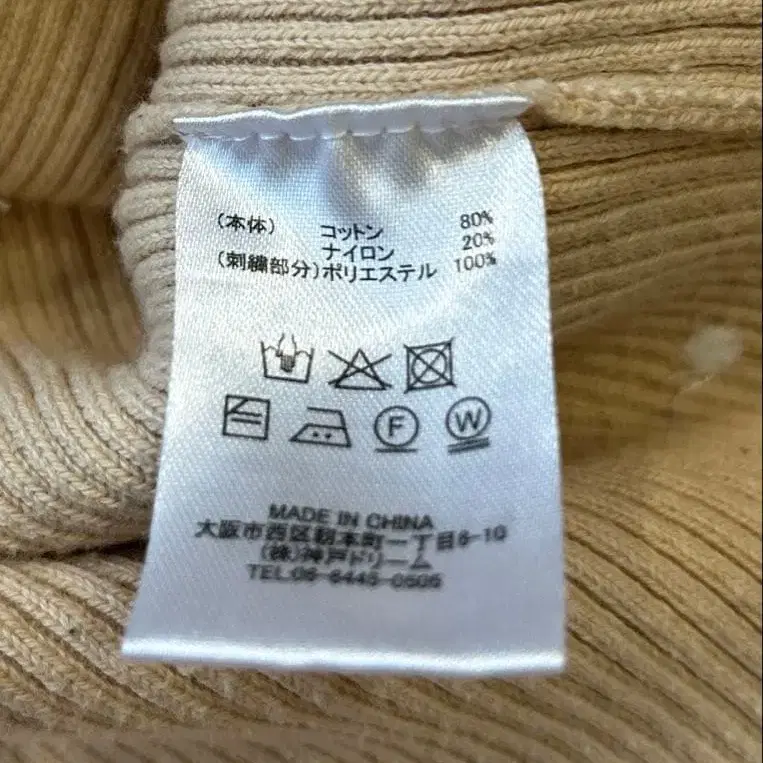 (本体) コットン 80%
ナイロン 20%
(刺繍部分)ポリエステル 100%
F W
MADE IN CHINA
大阪市西区靭本町一丁目8-10
(株)神戸ドリーム
TEL.06-6445-0505